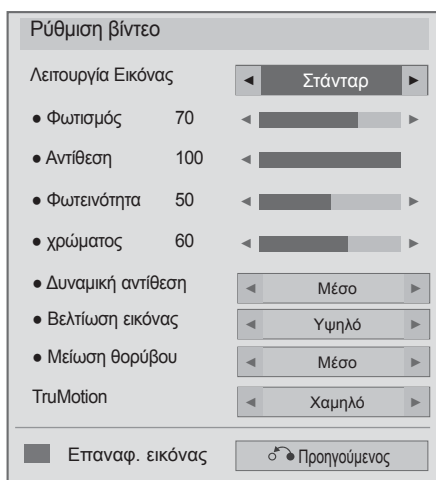 Ρύθμιση βίντεο
Λειτουργία Εικόνας ◄ Στάνταρ ►
● Φωτισμός 70 ◄ ►
● Αντίθεση 100 ◄
● Φωτεινότητα 50 ◄ ►
● χρώματος 60 ◄ ►
● Δυναμική αντίθεση ◄ Μέσο ►
● Βελτίωση εικόνας ◄ Υψηλό ►
● Μείωση θορύβου ◄ Μέσο ►
TruMotion ◄ Χαμηλό ►
Επαναφ. εικόνας Προηγούμενος